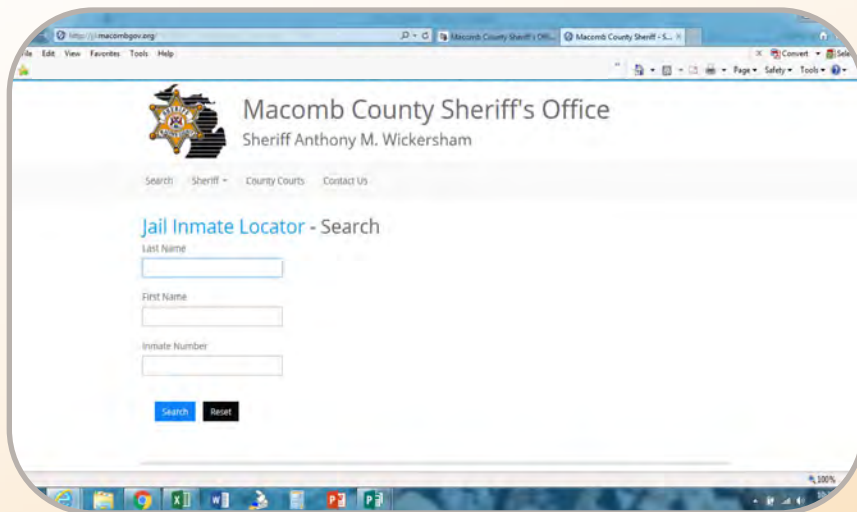 macombgov.org
Macomb County Sheriff - S...
File Edit View Favorites Tools Help
Convert
Page Safety Tools
Macomb County Sheriff's Office
Sheriff Anthony M. Wickersham
Search Sheriff County Courts Contact Us
Jail Inmate Locator - Search
Last Name
First Name
Inmate Number
Search Reset
100%